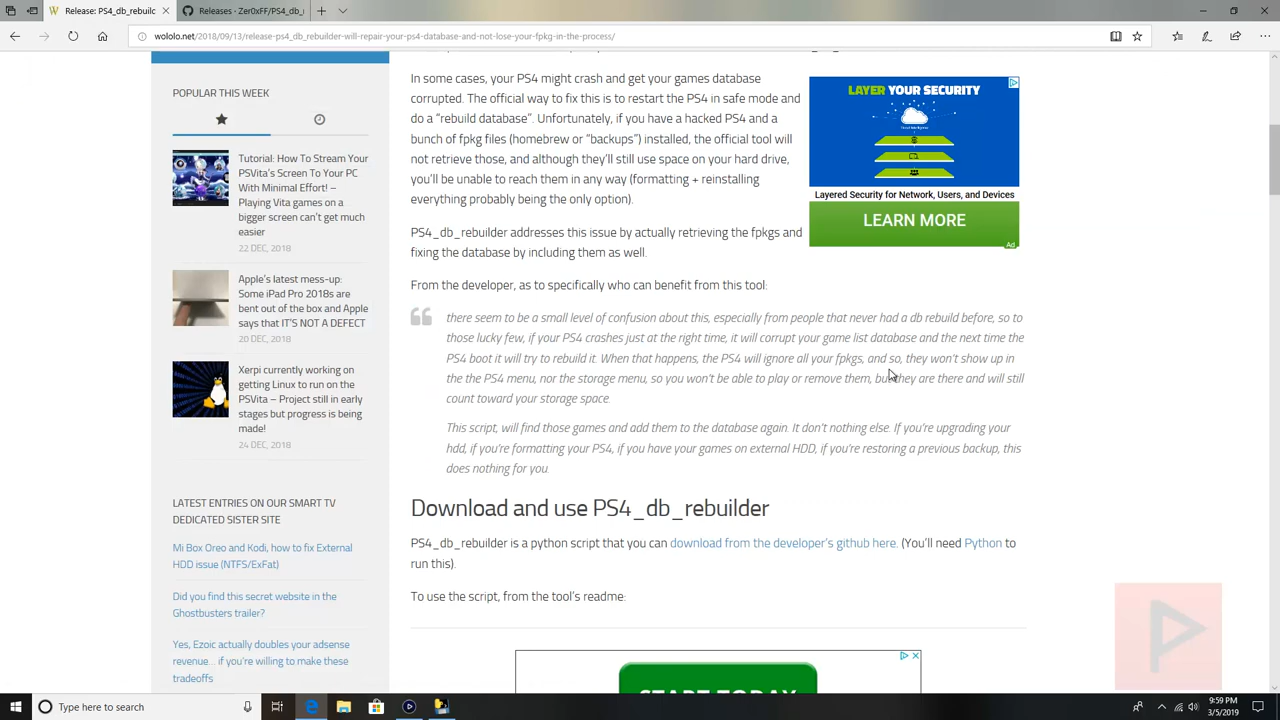 Release: PS4_db_rebuilc
Releases - Zer0xFF/PS4_d
wololo.net/2018/09/13/release-ps4_db_rebuilder-will-repair-your-ps4-database-and-not-lose-your-fpkg-in-the-process/
POPULAR THIS WEEK
Tutorial: How To Stream Your
PSVita's Screen To Your PC
With Minimal Effort! –
Playing Vita games on a
bigger screen can't get much
easier
22 DEC, 2018
Apple's latest mess-up:
Some iPad Pro 2018s are
bent out of the box and Apple
says that IT'S NOT A DEFECT
20 DEC, 2018
Xerpi currently working on
getting Linux to run on the
PSVita – Project still in early
stages but progress is being
made!
24 DEC, 2018
LATEST ENTRIES ON OUR SMART TV
DEDICATED SISTER SITE
Mi Box Oreo and Kodi, how to fix External
HDD issue (NTFS/ExFat)
Did you find this secret website in the
Ghostbusters trailer?
Yes, Ezoic actually doubles your adsense
revenue… if you're willing to make these
tradeoffs
In some cases, your PS4 might crash and get your games database
corrupted. The official way to fix this is to restart the PS4 in safe mode and
do a "rebuild database". Unfortunately, if you have a hacked PS4 and a
bunch of fpkg files (homebrew or "backups") installed, the official tool will
not retrieve those, and although they'll still use space on your hard drive,
you'll be unable to reach them in any way (formatting + reinstalling
everything probably being the only option).
PS4_db_rebuilder addresses this issue by actually retrieving the fpkgs and
fixing the database by including them as well.
From the developer, as to specifically who can benefit from this tool:
there seem to be a small level of confusion about this, especially from people that never had a db rebuild before, so to
those lucky few, if your PS4 crashes just at the right time, it will corrupt your game list database and the next time the
PS4 boot it will try to rebuild it. When that happens, the PS4 will ignore all your fpkgs, and so, they won't show up in
the the PS4 menu, nor the storage menu, so you won't be able to play or remove them, but they are there and will still
count toward your storage space.
This script, will find those games and add them to the database again. It don't nothing else. If you're upgrading your
hdd, if you're formatting your PS4, if you have your games on external HDD, if you're restoring a previous backup, this
does nothing for you.
Download and use PS4_db_rebuilder
PS4_db_rebuilder is a python script that you can download from the developer's github here. (You'll need Python to
run this).
To use the script, from the tool's readme:
LAYER YOUR SECURITY
Layered Security for Network, Users, and Devices
LEARN MORE
Ad
START TODAY
Type here to search
9:59 PM
3/5/2019